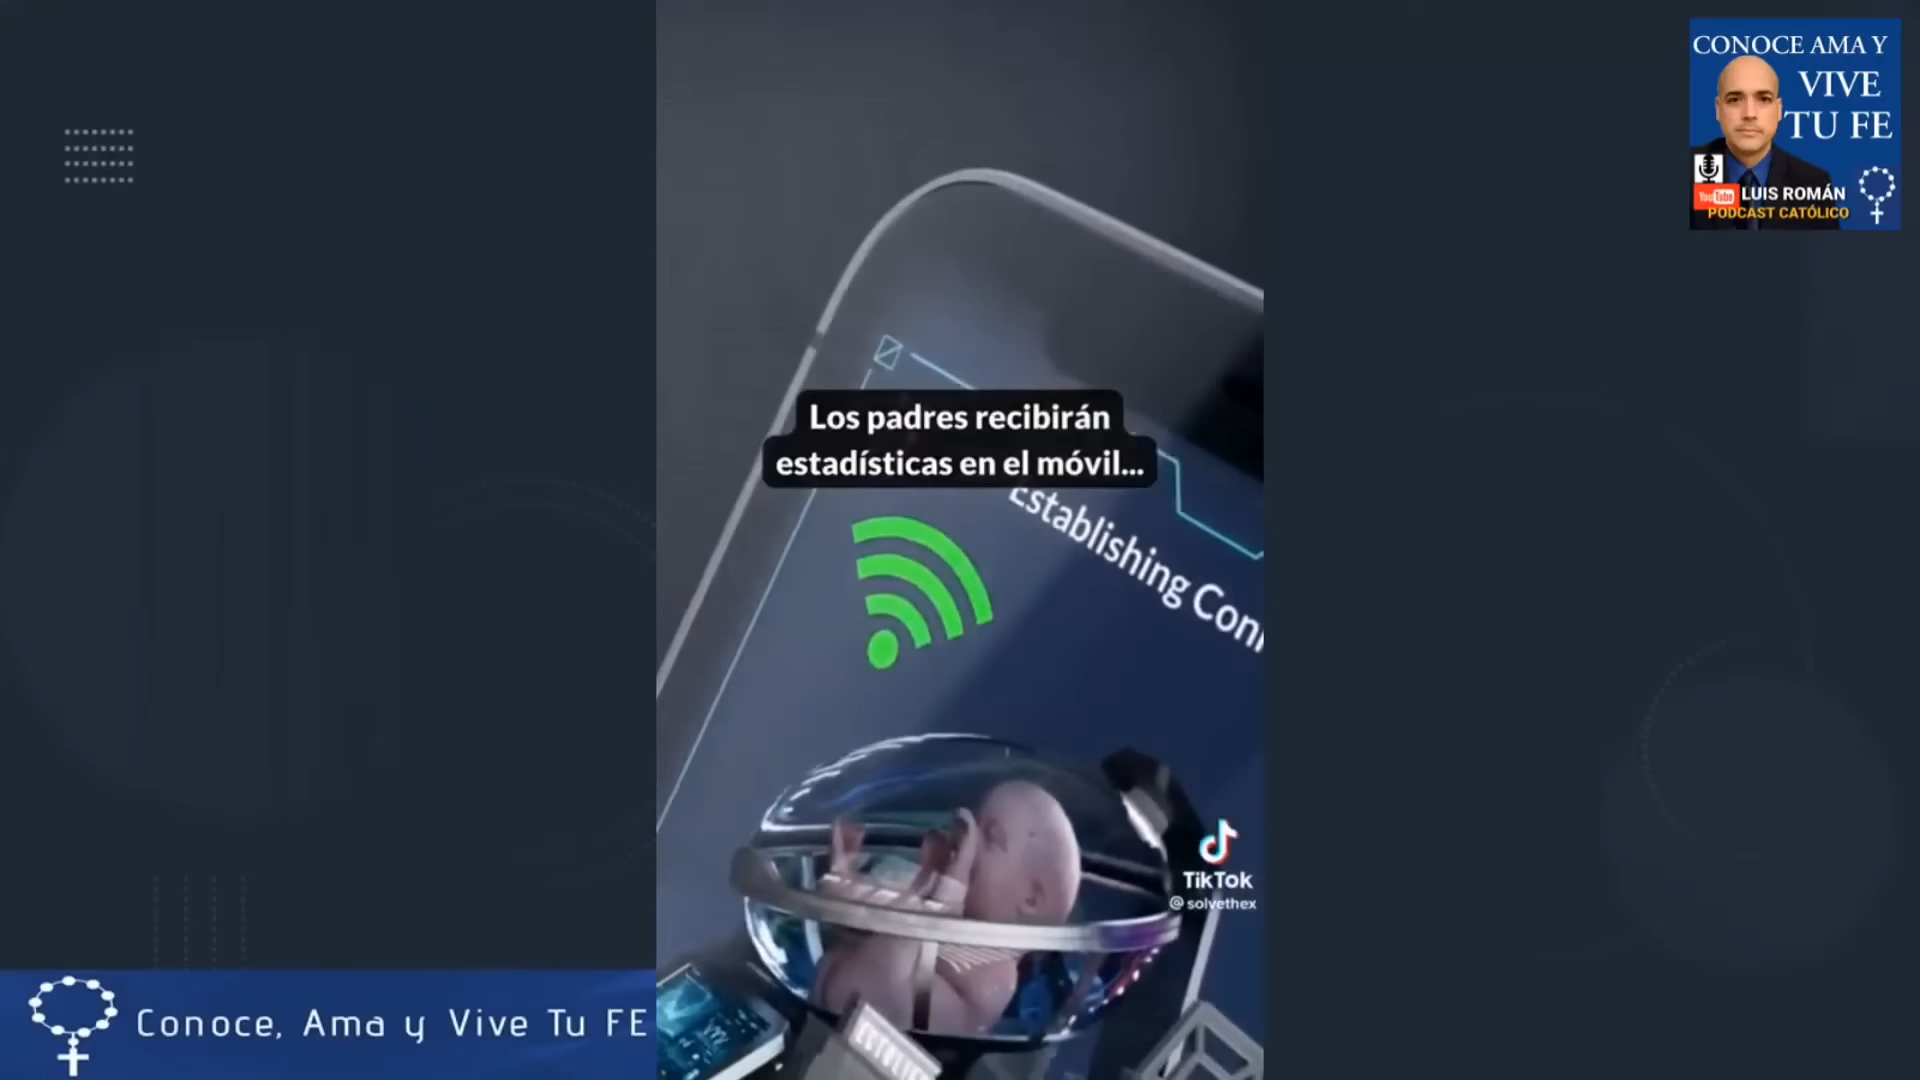 CONOCE AMA Y
VIVE
TU FE
YouTube
LUIS ROMÁN
PODCAST CATÓLICO
Los padres recibirán
estadísticas en el móvil...
Establishing Con
TikTok
@solvethex
Conoce, Ama y Vive Tu FE